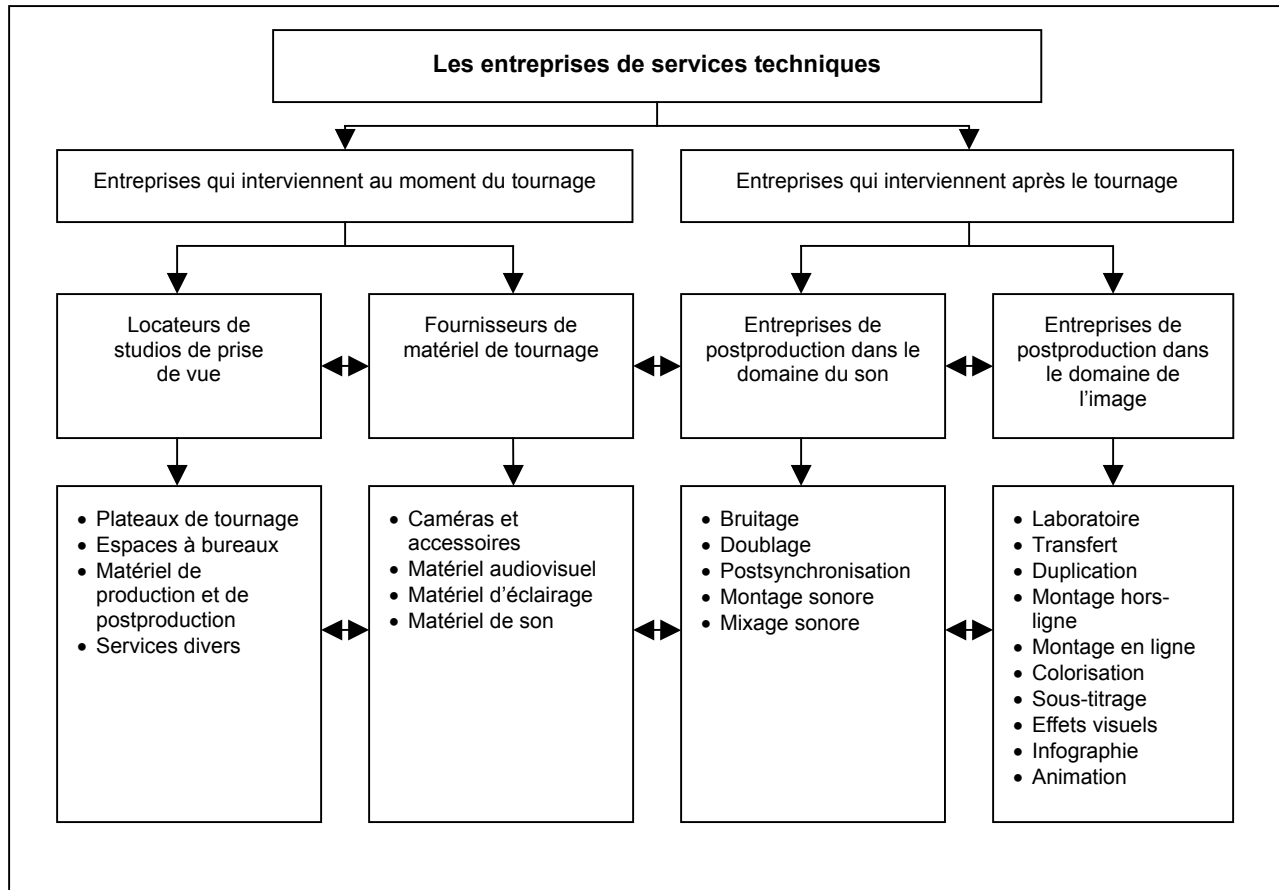 Les entreprises de services techniques
Entreprises qui interviennent au moment du tournage
Entreprises qui interviennent après le tournage
Locateurs de
studios de prise
de vue
Fournisseurs de
matériel de tournage
Entreprises de
postproduction dans le
domaine du son
Entreprises de
postproduction dans
le domaine de
l’image
• Plateaux de tournage
• Espaces à bureaux
• Matériel de
production et de
postproduction
• Services divers
• Caméras et
accessoires
• Matériel audiovisuel
• Matériel d’éclairage
• Matériel de son
• Bruitage
• Doublage
• Postsynchronisation
• Montage sonore
• Mixage sonore
• Laboratoire
• Transfert
• Duplication
• Montage hors-
ligne
• Montage en ligne
• Colorisation
• Sous-titrage
• Effets visuels
• Infographie
• Animation